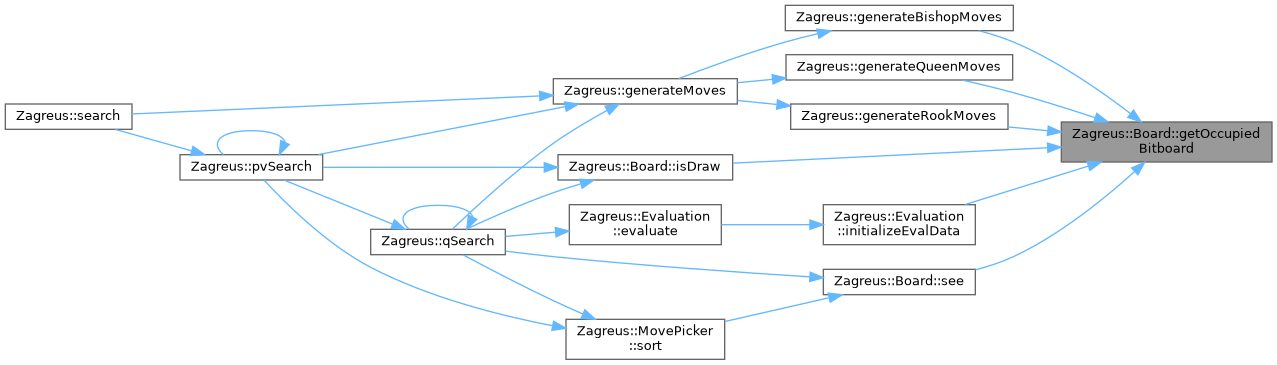 Zagreus::generateBishopMoves
Zagreus::generateQueenMoves
Zagreus::generateMoves
Zagreus::search
Zagreus::generateRookMoves
Zagreus::Board::getOccupied
Bitboard
Zagreus::pvSearch
Zagreus::Board::isDraw
Zagreus::Evaluation
::evaluate
Zagreus::Evaluation
::initializeEvalData
Zagreus::qSearch
Zagreus::Board::see
Zagreus::MovePicker
::sort